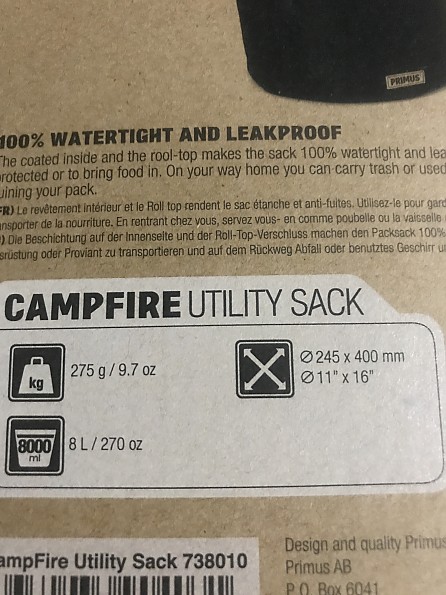 PRIMUS
100% WATERTIGHT AND LEAKPROOF
The coated inside and the rool-top makes the sack 100% watertight and
protected or to bring food in. On your way home you can carry trash or used
your pack.
FR) Le revêtement intérieur et le Roll top rendent le sac étanche et anti-fuites. Utilisez-le pour
de la nourriture. En rentrant chez vous, servez vous- en comme poubelle ou la vaisselle
Die Beschichtung auf der Innenseite und der Roll-Top-Verschluss machen den Packsack 100%
oder Proviant zu transportieren und auf dem Rückweg Abfall oder benutztes Geschirr
CAMPFIRE UTILITY SACK
kg
275 g / 9.7 oz
Ø 245 x 400 mm
Ø 11" x 16"
8000
ml
8 L / 270 oz
ampFire Utility Sack 738010
Design and quality Primus
Primus AB
P.O. Box 6041